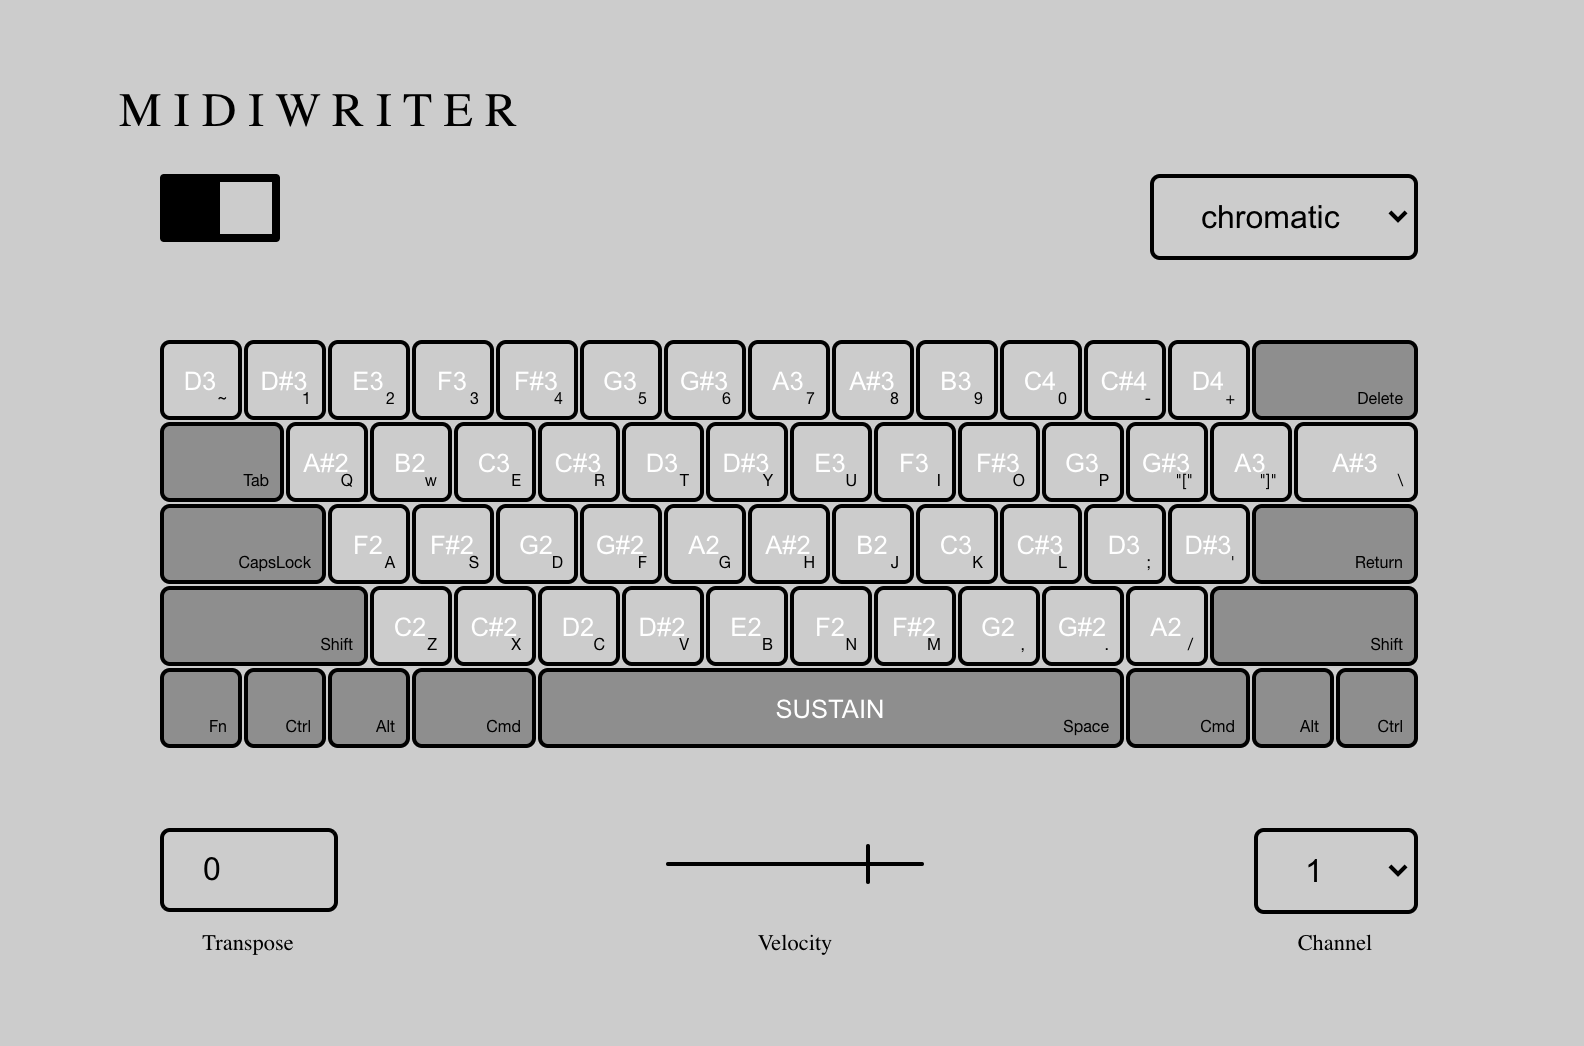 MIDIWRITER
chromatic
D3 ~ D#3 1 E3 2 F3 3 F#3 4 G3 5 G#3 6 A3 7 A#3 8 B3 9 C4 0 C#4 - D4 + Delete
Tab A#2 Q B2 w C3 E C#3 R D3 T D#3 Y E3 U F3 I F#3 O G3 P G#3 "[" A3 "]" A#3 \
CapsLock F2 A F#2 S G2 D G#2 F A2 G A#2 H B2 J C3 K C#3 L D3 ; D#3 ' Return
Shift C2 Z C#2 X D2 C D#2 V E2 B F2 N F#2 M G2 , G#2 . A2 / Shift
Fn Ctrl Alt Cmd SUSTAIN Space Cmd Alt Ctrl
0 1
Transpose Velocity Channel